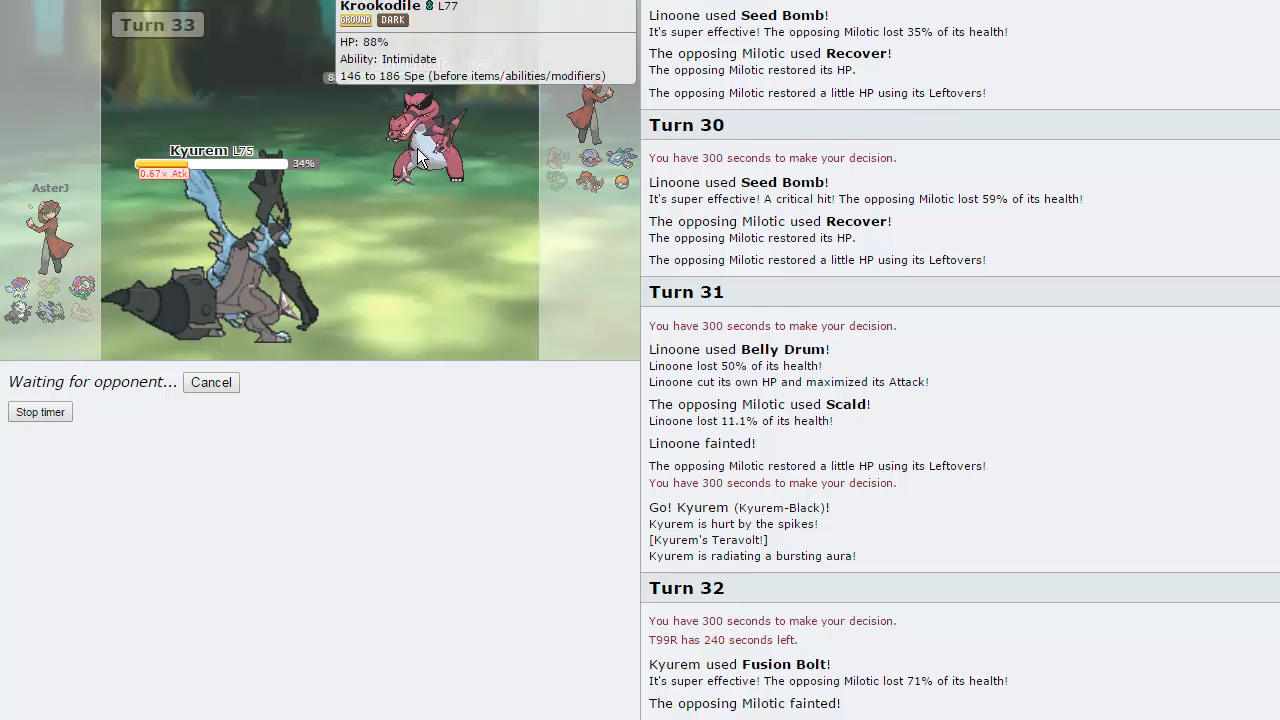 Turn 33
Krookodile L77
GROUND DARK
HP: 88%
Ability: Intimidate
146 to 186 Spe (before items/abilities/modifiers)
Kyurem L75
34%
0.67× Atk
AsterJ
Waiting for opponent... Cancel
Stop timer
Linoone used Seed Bomb!
It's super effective! The opposing Milotic lost 35% of its health!
The opposing Milotic used Recover!
The opposing Milotic restored its HP.
The opposing Milotic restored a little HP using its Leftovers!
Turn 30
You have 300 seconds to make your decision.
Linoone used Seed Bomb!
It's super effective! A critical hit! The opposing Milotic lost 59% of its health!
The opposing Milotic used Recover!
The opposing Milotic restored its HP.
The opposing Milotic restored a little HP using its Leftovers!
Turn 31
You have 300 seconds to make your decision.
Linoone used Belly Drum!
Linoone lost 50% of its health!
Linoone cut its own HP and maximized its Attack!
The opposing Milotic used Scald!
Linoone lost 11.1% of its health!
Linoone fainted!
The opposing Milotic restored a little HP using its Leftovers!
You have 300 seconds to make your decision.
Go! Kyurem (Kyurem-Black)!
Kyurem is hurt by the spikes!
[Kyurem's Teravolt!]
Kyurem is radiating a bursting aura!
Turn 32
You have 300 seconds to make your decision.
T99R has 240 seconds left.
Kyurem used Fusion Bolt!
It's super effective! The opposing Milotic lost 71% of its health!
The opposing Milotic fainted!